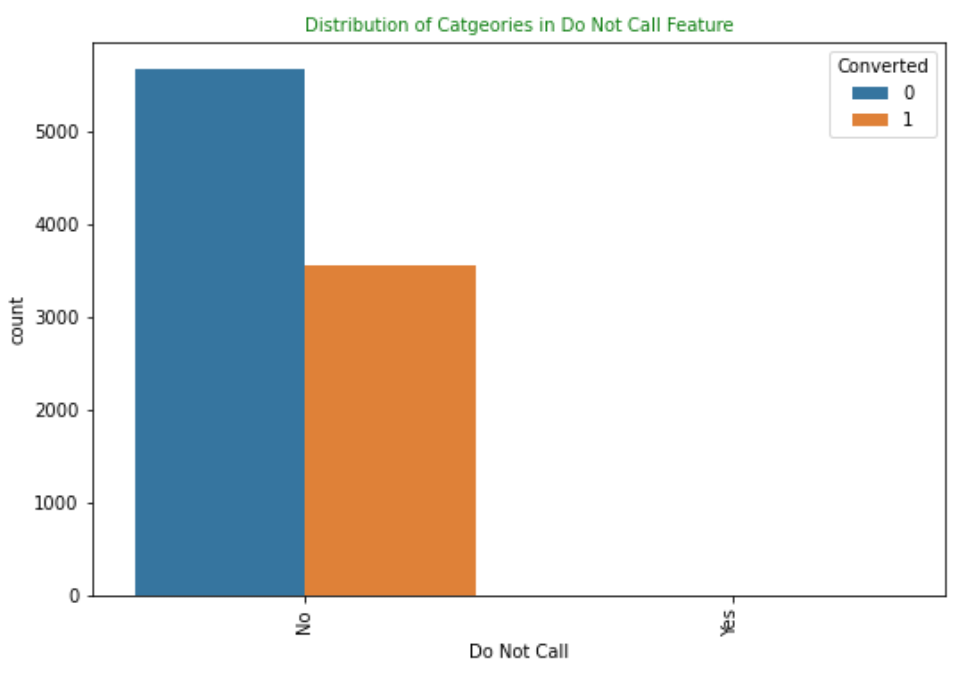 Distribution of Catgeories in Do Not Call Feature
Converted
0
1
5000
4000
3000
2000
1000
0
count
No
Yes
Do Not Call